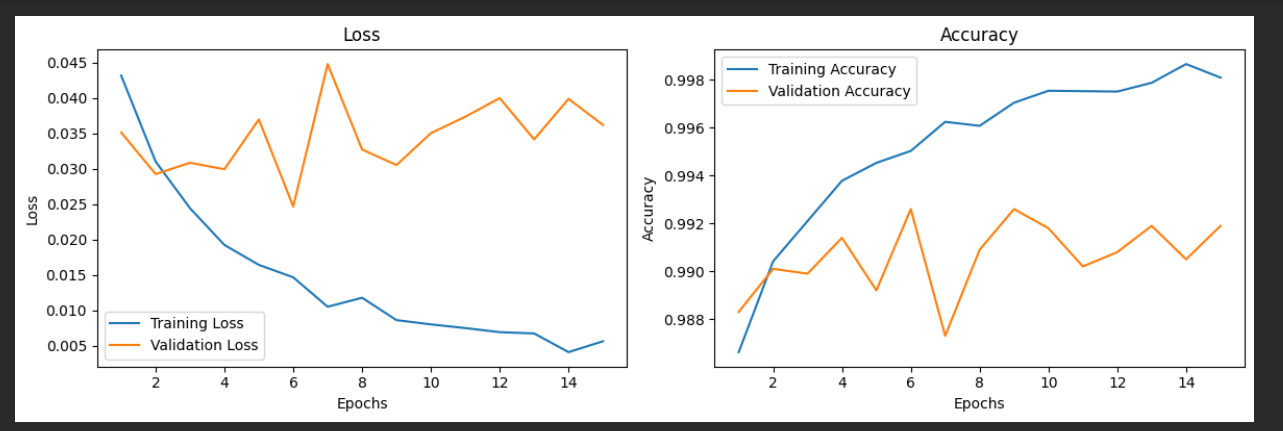 Loss
0.045
0.040
0.035
0.030
0.025
0.020
0.015
0.010
0.005
Loss
Training Loss
Validation Loss
2 4 6 8 10 12 14
Epochs
Accuracy
0.998
0.996
0.994
0.992
0.990
0.988
Accuracy
Training Accuracy
Validation Accuracy
2 4 6 8 10 12 14
Epochs